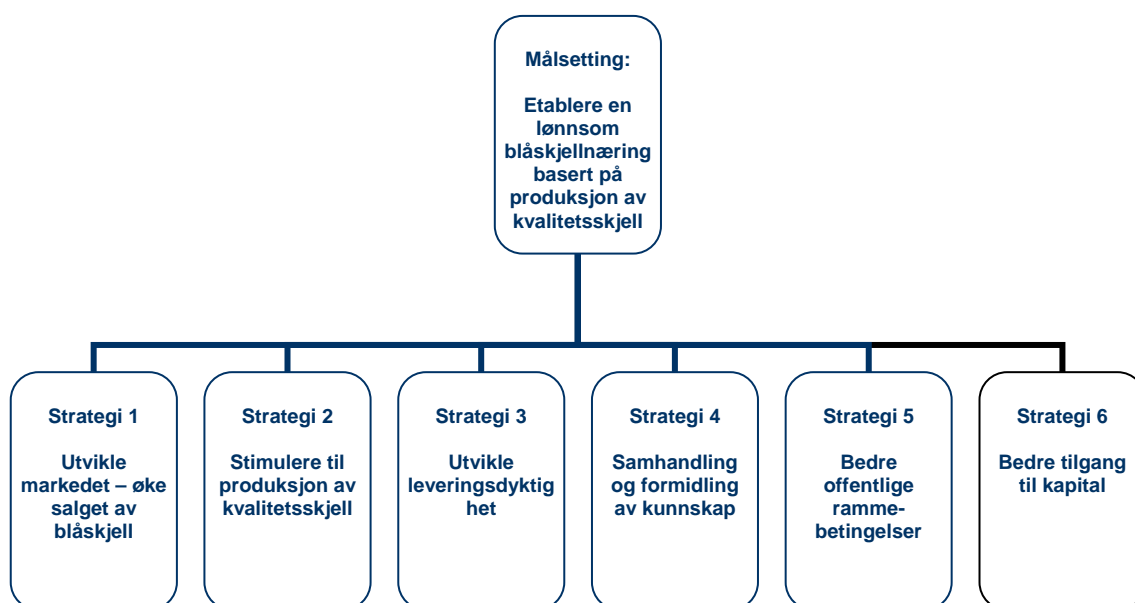 Målsetting:
Etablere en
lønnsom
blåskjellnæring
basert på
produksjon av
kvalitetsskjell
Strategi 1
Utvikle
markedet – øke
salget av
blåskjell
Strategi 2
Stimulere til
produksjon av
kvalitetsskjell
Strategi 3
Utvikle
leveringsdyktig
het
Strategi 4
Samhandling
og formidling
av kunnskap
Strategi 5
Bedre
offentlige
ramme-
betingelser
Strategi 6
Bedre tilgang
til kapital